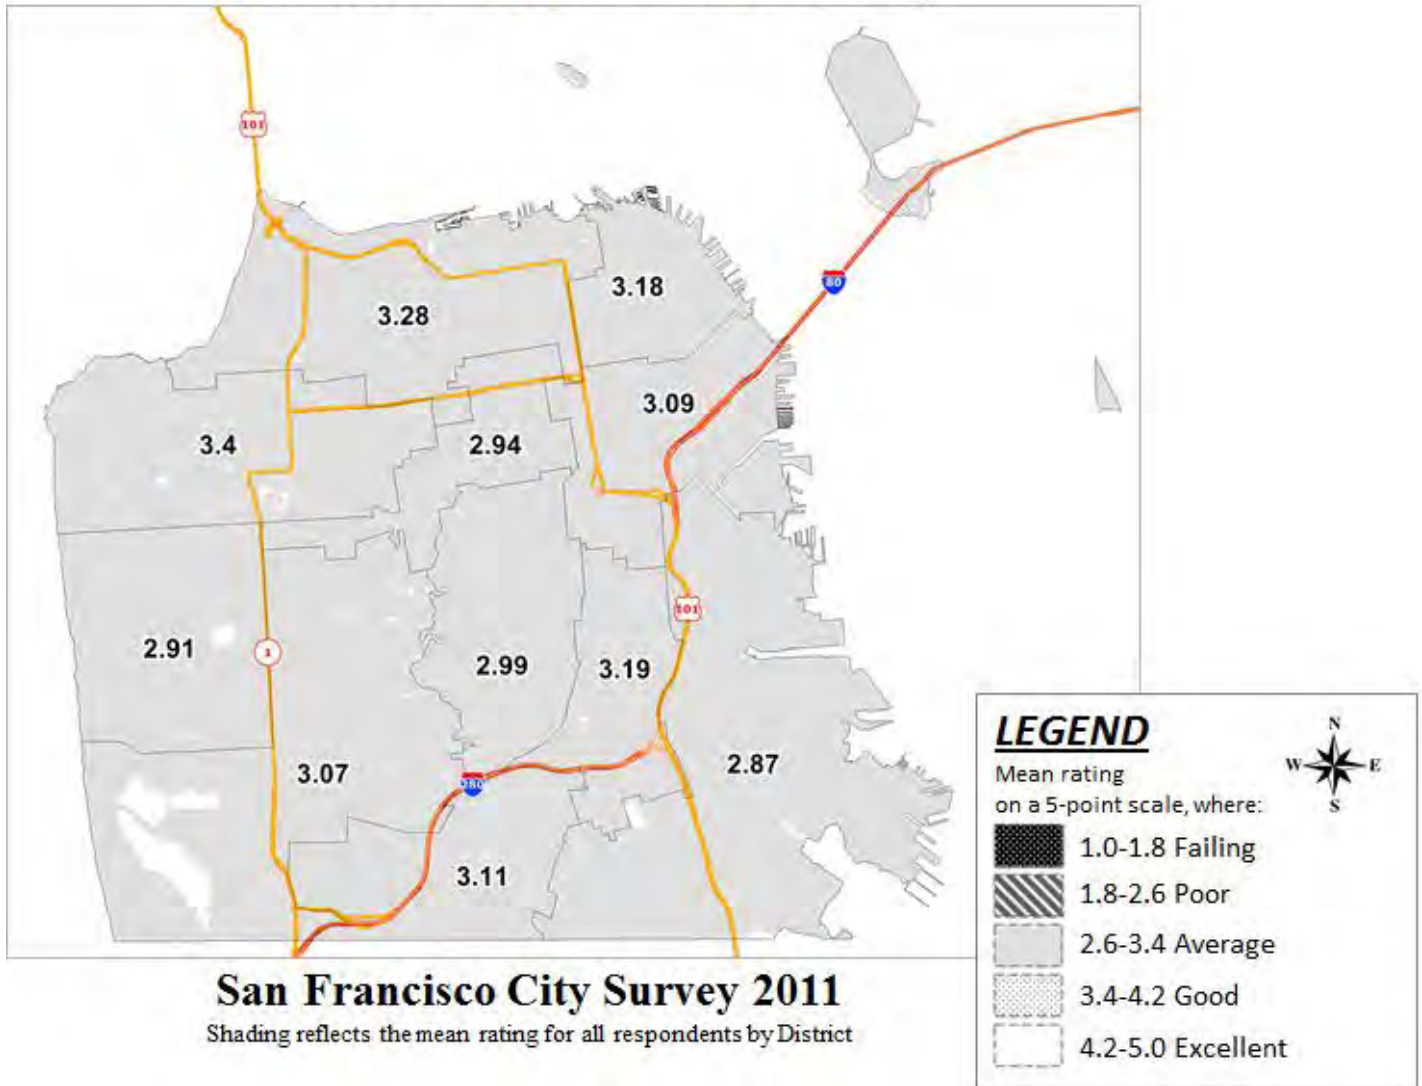 101
80
3.18
3.28
3.09
3.4
2.94
101
2.91
1
2.99
3.19
3.07
280
2.87
3.11
LEGEND
Mean rating
on a 5-point scale, where:
N
W E
S
1.0-1.8 Failing
1.8-2.6 Poor
2.6-3.4 Average
3.4-4.2 Good
4.2-5.0 Excellent
San Francisco City Survey 2011
Shading reflects the mean rating for all respondents by District